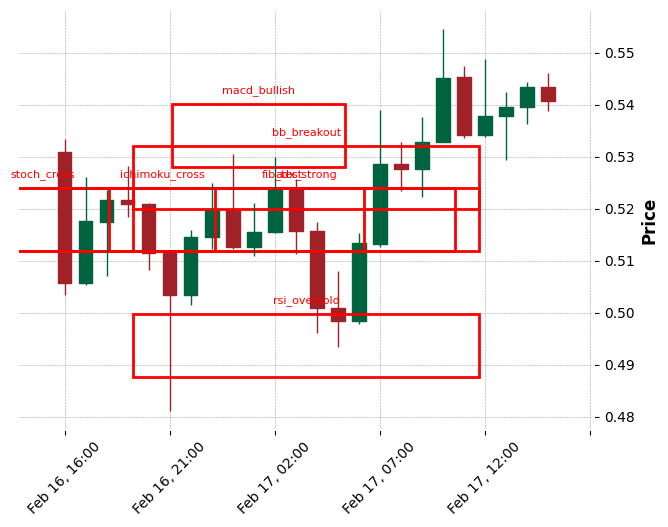 macd_bullish
bb_breakout
stoch_cross
ichimoku_cross
rsi_oversold
0.55
0.54
0.53
0.52
0.51
0.50
0.49
0.48
Price
Feb 16, 16:00
Feb 16, 21:00
Feb 17, 02:00
Feb 17, 07:00
Feb 17, 12:00